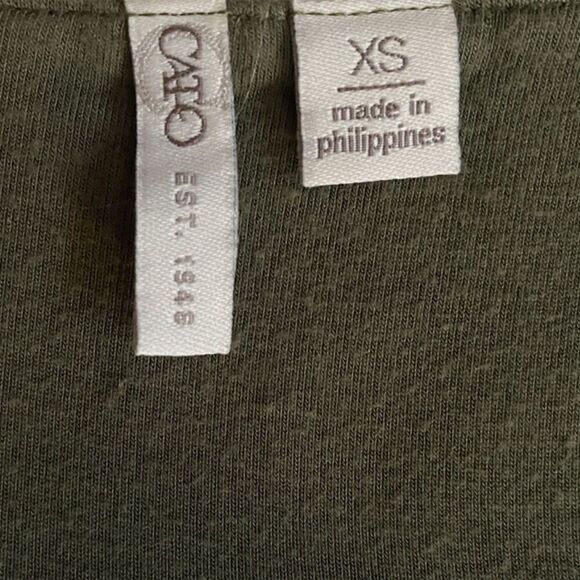 CATO
EST. 1946
XS
made in
philippines